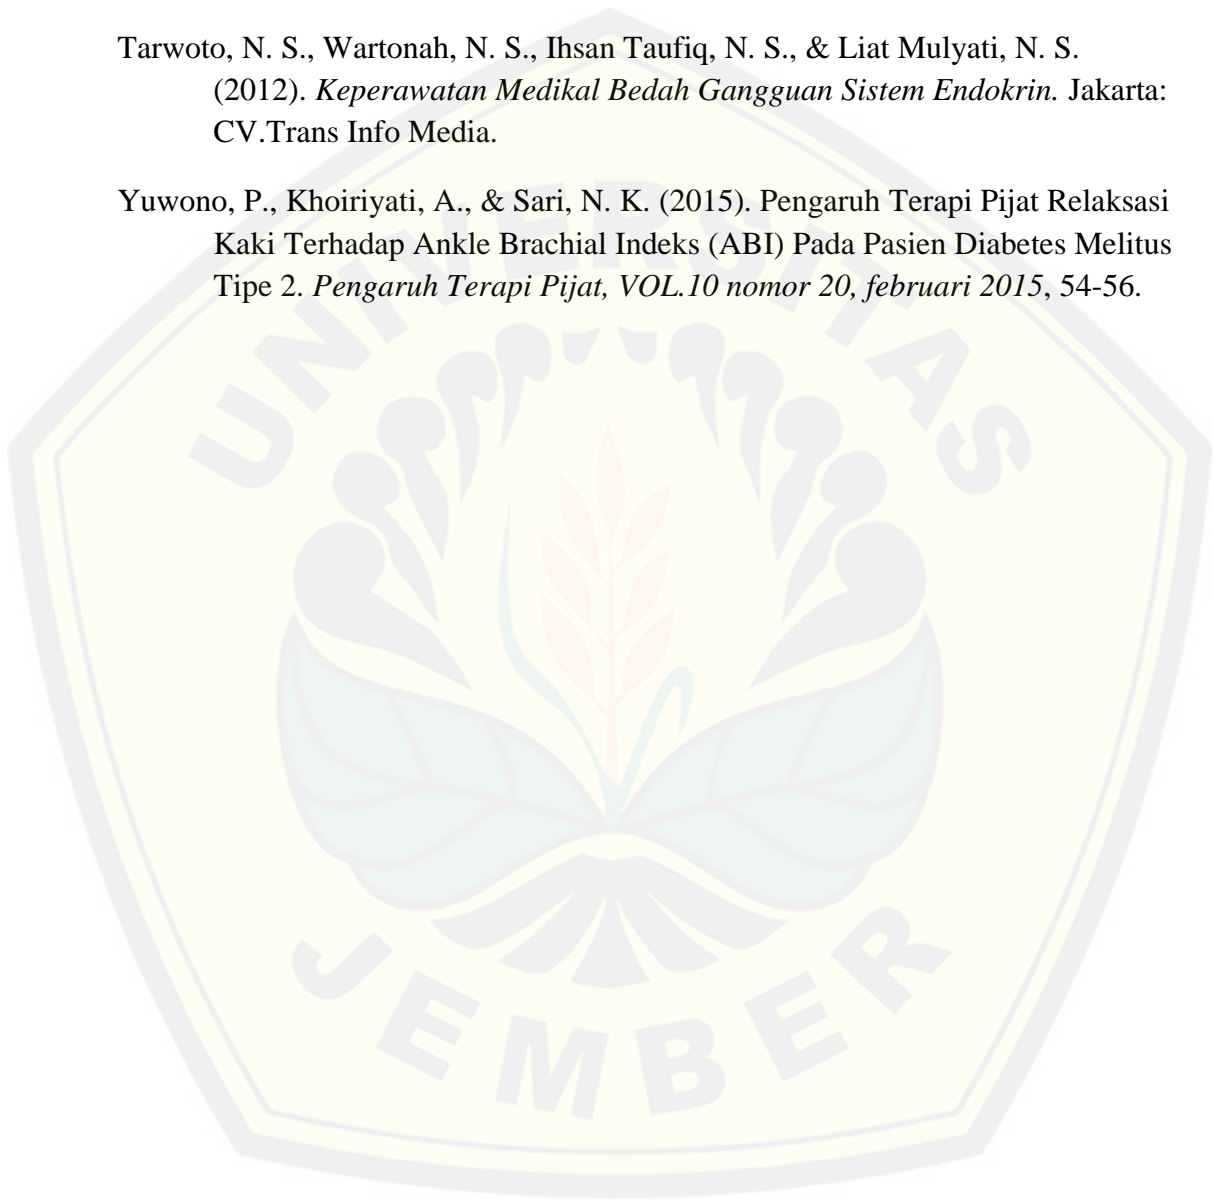 Tarwoto, N. S., Wartonah, N. S., Ihsan Taufiq, N. S., & Liat Mulyati, N. S.
(2012). Keperawatan Medikal Bedah Gangguan Sistem Endokrin. Jakarta:
CV.Trans Info Media.
Yuwono, P., Khoiriyati, A., & Sari, N. K. (2015). Pengaruh Terapi Pijat Relaksasi
Kaki Terhadap Ankle Brachial Indeks (ABI) Pada Pasien Diabetes Melitus
Tipe 2. Pengaruh Terapi Pijat, VOL.10 nomor 20, februari 2015, 54-56.
UNIVERSITAS
JEMBER